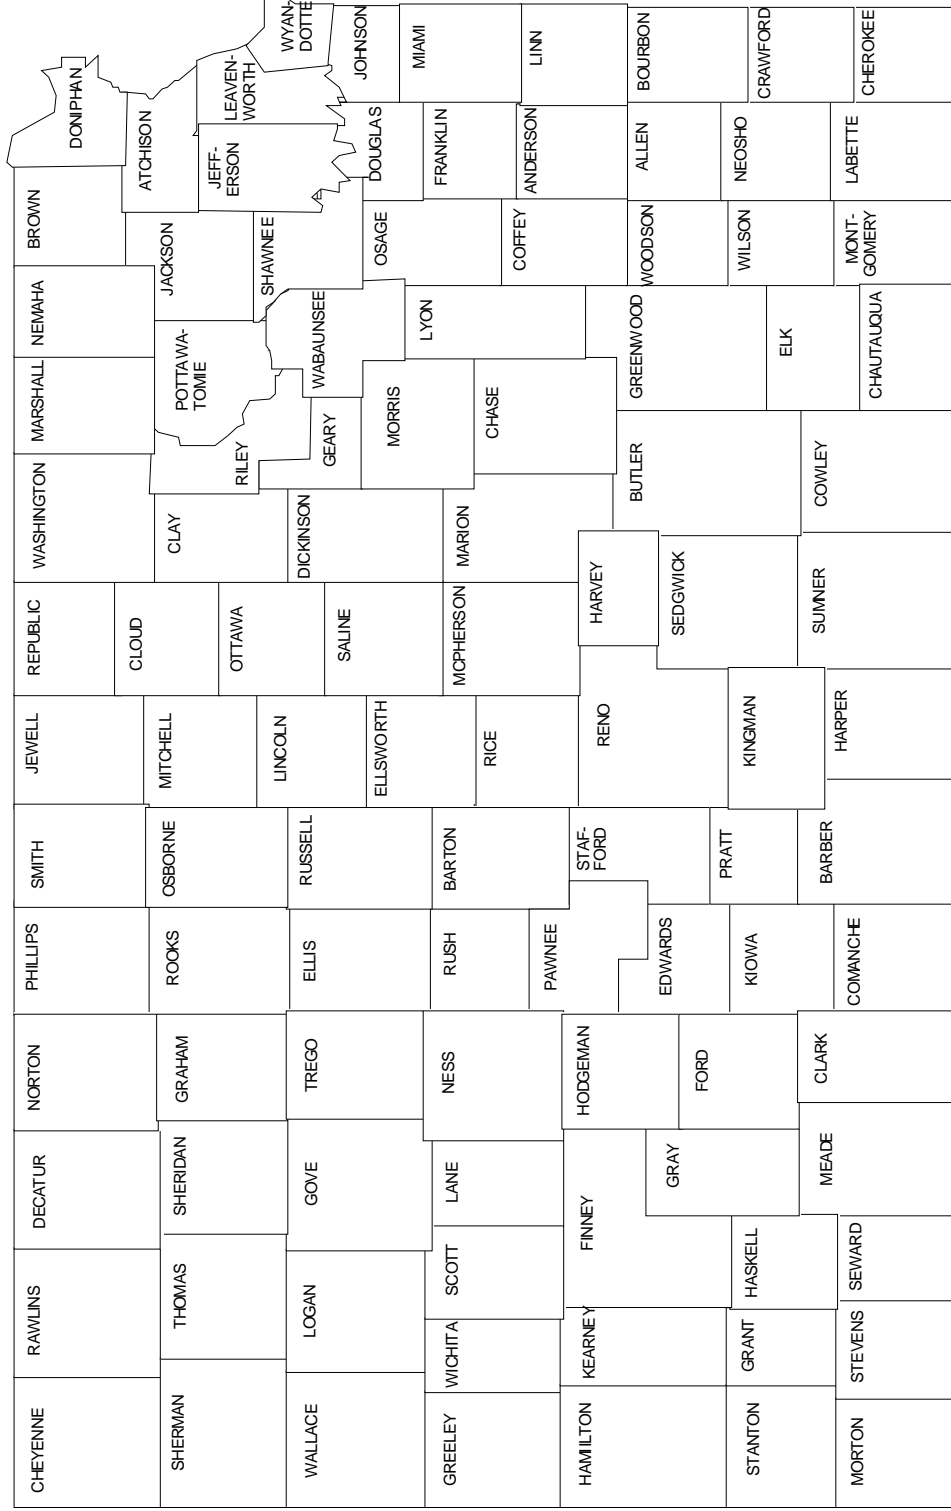 CHEYENNE
RAWLINS
DECATUR
NORTON
PHILLIPS
SMITH
JEWELL
REPUBLIC
WASHINGTON
MARSHALL
NEMAHA
BROWN
DONIPHAN
SHERMAN
THOMAS
SHERIDAN
GRAHAM
ROOKS
OSBORNE
MITCHELL
CLOUD
CLAY
RILEY
POTTAWA-
TOMIE
JACKSON
ATCHISON
JEFF-
ERSON
LEAVEN-
WORTH
WYAN-
DOTTE
WALLACE
LOGAN
GOVE
TREGO
ELLIS
RUSSELL
LINCOLN
OTTAWA
DICKINSON
GEARY
WABAUNSEE
SHAWNEE
DOUGLAS
JOHNSON
GREELEY
WICHITA
SCOTT
LANE
NESS
RUSH
BARTON
ELLSWORTH
SALINE
MORRIS
OSAGE
FRANKLIN
MIAMI
HAMILTON
KEARNEY
FINNEY
HODGEMAN
PAWNEE
STAF-
FORD
RICE
MCPHERSON
MARION
CHASE
LYON
COFFEY
ANDERSON
LINN
STANTON
GRANT
HASKELL
GRAY
FORD
EDWARDS
KIOWA
PRATT
RENO
KINGMAN
HARVEY
SEDGWICK
BUTLER
GREENWOOD
WOODSON
ALLEN
BOURBON
WILSON
NEOSHO
CRAWFORD
MORTON
STEVENS
SEWARD
MEADE
CLARK
COMANCHE
BARBER
HARPER
SUMNER
COWLEY
ELK
CHAUTAUQUA
MONT-
GOMERY
LABETTE
CHEROKEE